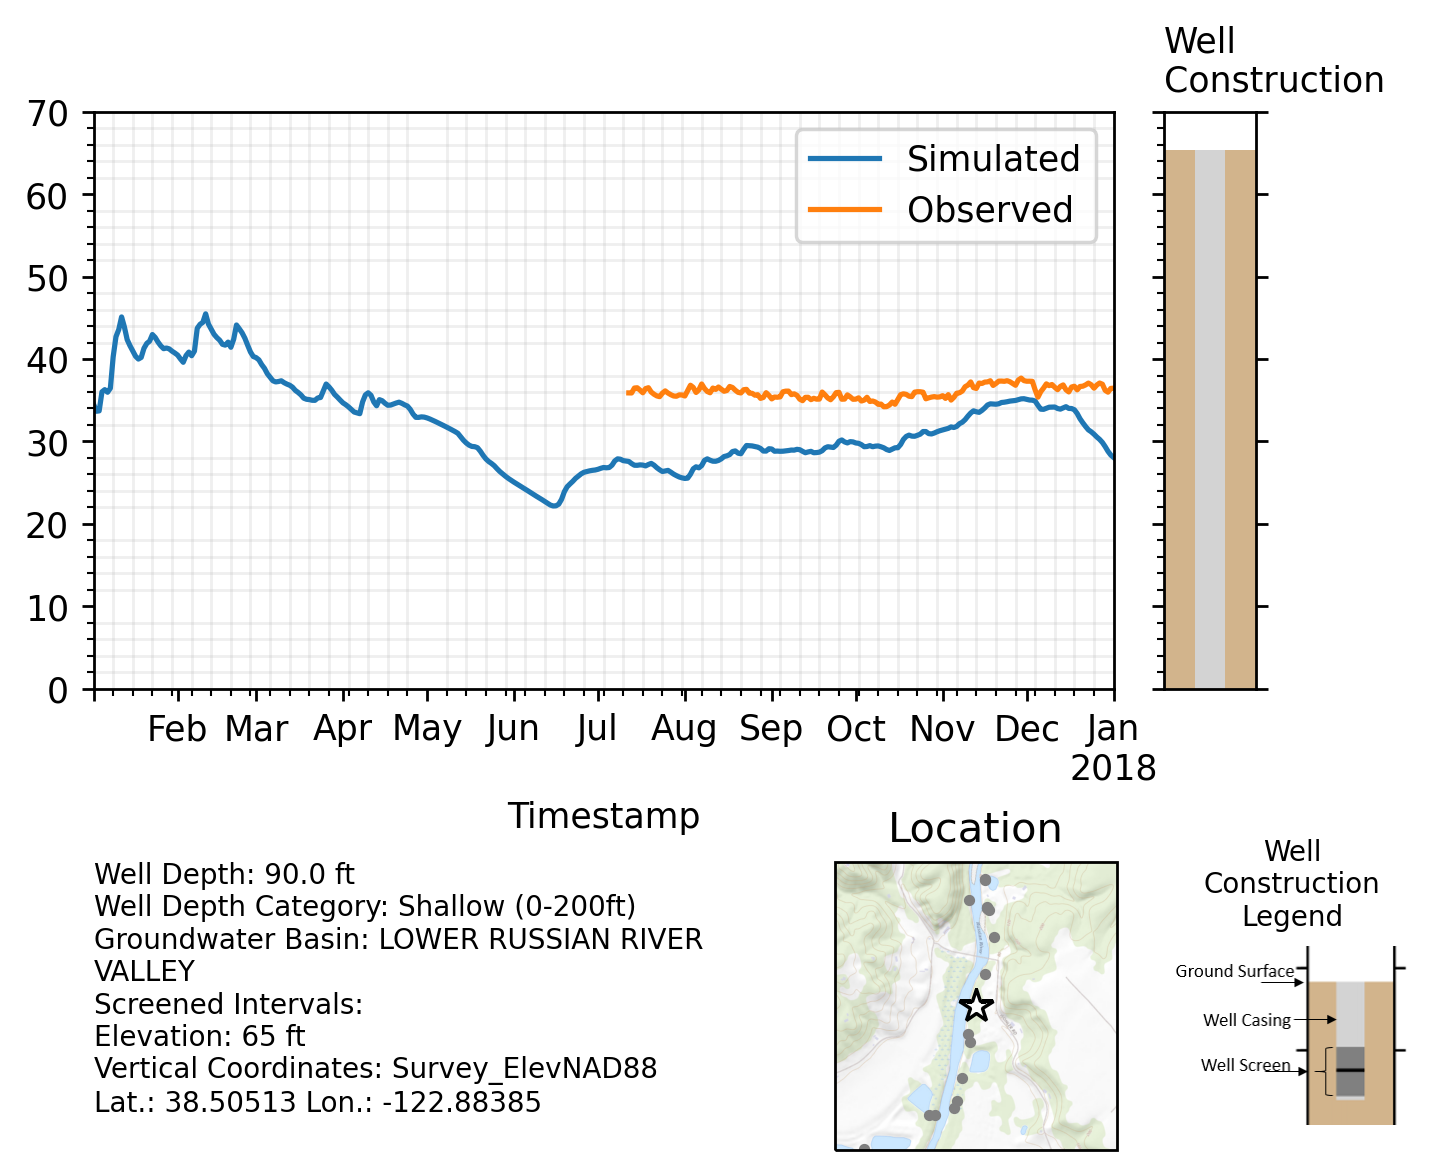 Well
Construction
70
60
50
40
30
20
10
0
Simulated
Observed
Feb Mar Apr May Jun Jul Aug Sep Oct Nov Dec Jan
2018
Timestamp
Well Depth: 90.0 ft
Well Depth Category: Shallow (0-200ft)
Groundwater Basin: LOWER RUSSIAN RIVER
VALLEY
Screened Intervals:
Elevation: 65 ft
Vertical Coordinates: Survey_ElevNAD88
Lat.: 38.50513 Lon.: -122.88385
Location
Well
Construction
Legend
Ground Surface
Well Casing
Well Screen